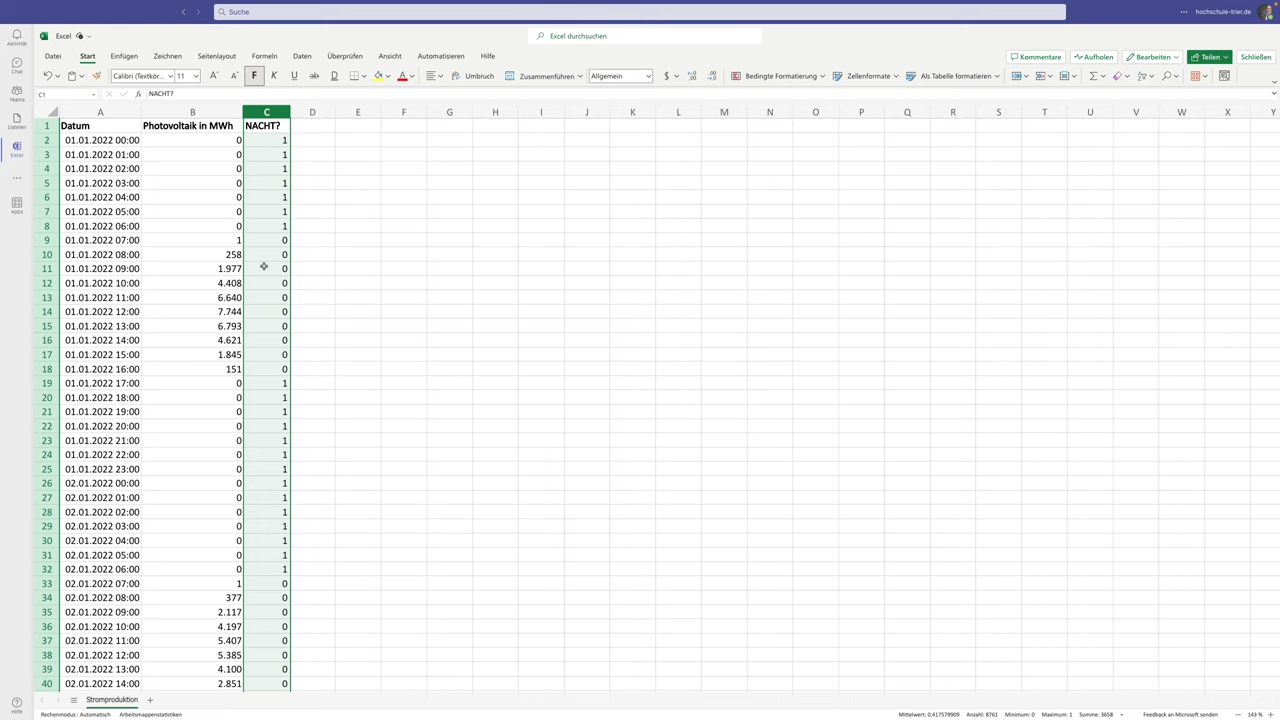 Suche
hochschule-trier.de
Excel
Excel durchsuchen
Datei Start Einfügen Zeichnen Seitenlayout Formeln Daten Überprüfen Ansicht Automatisieren Hilfe
Kommentare Aufholen Bearbeiten Teilen Schließen
Calibri (Textkör... 11 F K U ab D A Umbruch Zusammenführen Allgemein $ Bedingte Formatierung Zellenformate Als Tabelle formatieren
C1 fx NACHT?
Aktivität
Chat
Teams
Dateien
Excel
Apps
Hilfe
A B C D E F G H I J K L M N O P Q R S T U V W X Y
1 Datum Photovoltaik in MWh NACHT?
2 01.01.2022 00:00 0 1
3 01.01.2022 01:00 0 1
4 01.01.2022 02:00 0 1
5 01.01.2022 03:00 0 1
6 01.01.2022 04:00 0 1
7 01.01.2022 05:00 0 1
8 01.01.2022 06:00 0 1
9 01.01.2022 07:00 1 0
10 01.01.2022 08:00 258 0
11 01.01.2022 09:00 1.977 0
12 01.01.2022 10:00 4.408 0
13 01.01.2022 11:00 6.640 0
14 01.01.2022 12:00 7.744 0
15 01.01.2022 13:00 6.793 0
16 01.01.2022 14:00 4.621 0
17 01.01.2022 15:00 1.845 0
18 01.01.2022 16:00 151 0
19 01.01.2022 17:00 0 1
20 01.01.2022 18:00 0 1
21 01.01.2022 19:00 0 1
22 01.01.2022 20:00 0 1
23 01.01.2022 21:00 0 1
24 01.01.2022 22:00 0 1
25 01.01.2022 23:00 0 1
26 02.01.2022 00:00 0 1
27 02.01.2022 01:00 0 1
28 02.01.2022 02:00 0 1
29 02.01.2022 03:00 0 1
30 02.01.2022 04:00 0 1
31 02.01.2022 05:00 0 1
32 02.01.2022 06:00 0 1
33 02.01.2022 07:00 1 0
34 02.01.2022 08:00 377 0
35 02.01.2022 09:00 2.117 0
36 02.01.2022 10:00 4.197 0
37 02.01.2022 11:00 5.407 0
38 02.01.2022 12:00 5.385 0
39 02.01.2022 13:00 4.100 0
40 02.01.2022 14:00 2.851 0
Stromproduktion
Rechenmodus : Automatisch Arbeitsmappenstatistiken Mittelwert: 0,417579909 Anzahl: 8761 Minimum: 0 Maximum: 1 Summe: 3658 Feedback an Microsoft senden 143 %